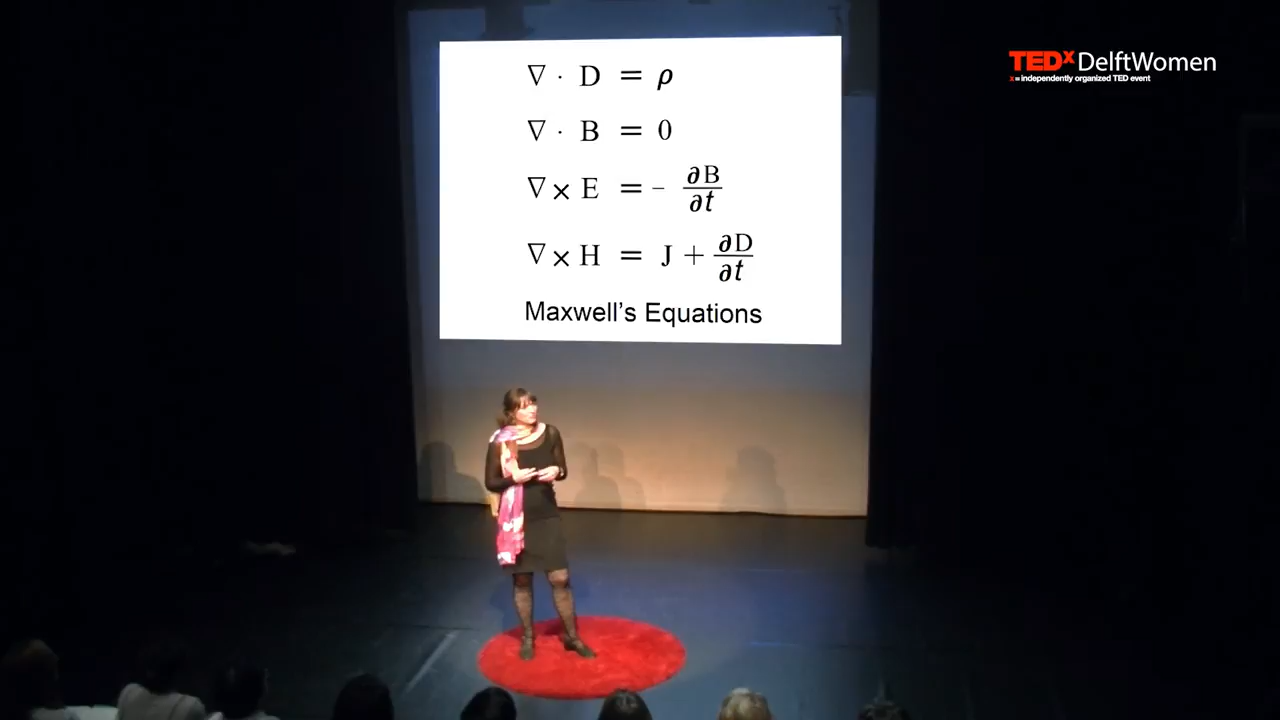 ∇ · D = ρ
∇ · B = 0
∇ × E = − ∂B/∂t
∇ × H = J + ∂D/∂t
Maxwell's Equations
TEDx DelftWomen
x = independently organized TED event